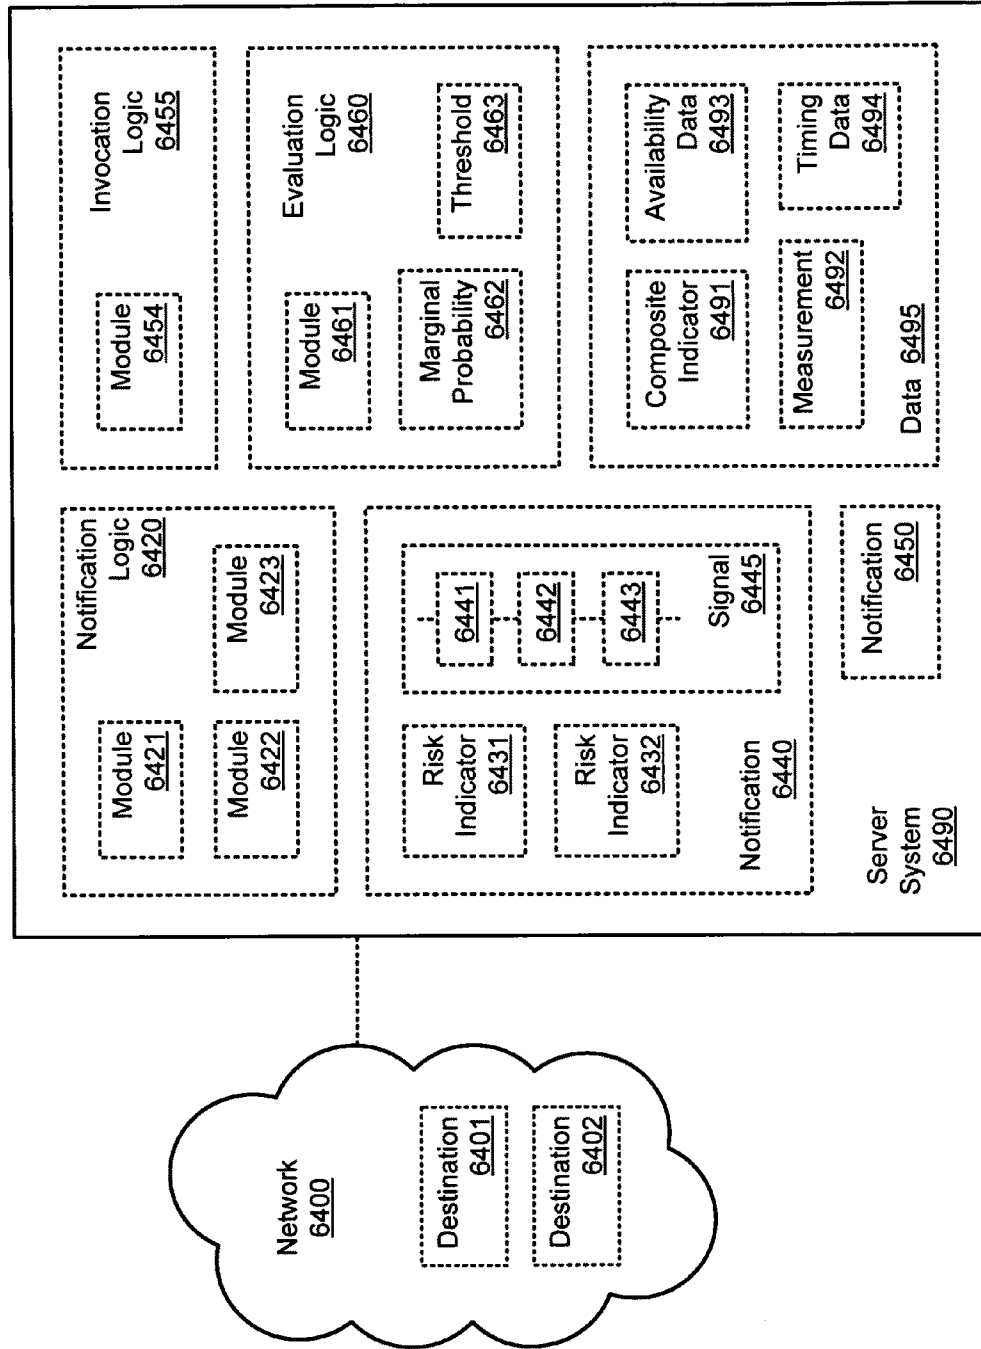 Network
6400
Destination
6401
Destination
6402
Notification
Logic
6420
Module
6421
Module
6422
Module
6423
Risk
Indicator
6431
Risk
Indicator
6432
6441
6442
6443
Signal
6445
Notification
6440
Notification
6450
Server
System
6490
Invocation
Logic
6455
Module
6454
Evaluation
Logic
6460
Module
6461
Marginal
Probability
6462
Threshold
6463
Composite
Indicator
6491
Availability
Data
6493
Measurement
6492
Timing
Data
6494
Data 6495